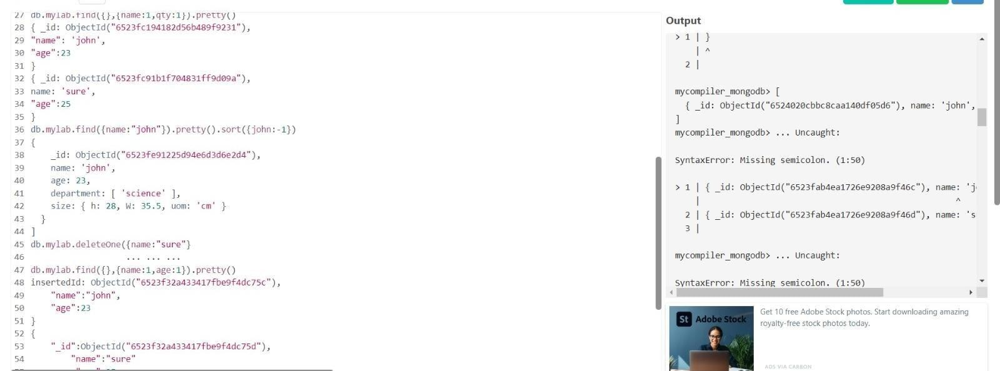 27 db.mylab.find({},{name:1,qty:1}).pretty()
28 { _id: ObjectId("6523fc194182d56b489f9231"),
29 "name": 'john',
30 "age":23
31 }
32 { _id: ObjectId("6523fc91b1f704831ff9d09a"),
33 name: 'sure',
34 "age":25
35 }
36 db.mylab.find({name:"john"}).pretty().sort({john:-1})
37 {
38 _id: ObjectId("6523fe91225d94e6d3d6e2d4"),
39 name: 'john',
40 age: 23,
41 department: [ 'science' ],
42 size: { h: 28, W: 35.5, uom: 'cm' }
43 }
44 ]
45 db.mylab.deleteOne({name:"sure"}
46 ... ... ...
47 db.mylab.find({},{name:1,age:1}).pretty()
48 insertedId: ObjectId("6523f32a433417fbe9f4dc75c"),
49 "name":"john",
50 "age":23
51 }
52 {
53 "_id":ObjectId("6523f32a433417fbe9f4dc75d"),
54 "name":"sure"
Output
> 1 | }
| ^
2 |
mycompiler_mongodb> [
{ _id: ObjectId("6524020cbbc8caa140df05d6"), name: 'john',
]
mycompiler_mongodb> ... Uncaught:
SyntaxError: Missing semicolon. (1:50)
> 1 | { _id: ObjectId("6523fab4ea1726e9208a9f46c"), name: 'j
| ^
2 | { _id: ObjectId("6523fab4ea1726e9208a9f46d"), name: 's
3 |
mycompiler_mongodb> ... Uncaught:
SyntaxError: Missing semicolon. (1:50)
St Adobe Stock
Get 10 free Adobe Stock photos. Start downloading amazing
royalty-free stock photos today.
ADS VIA CARBON